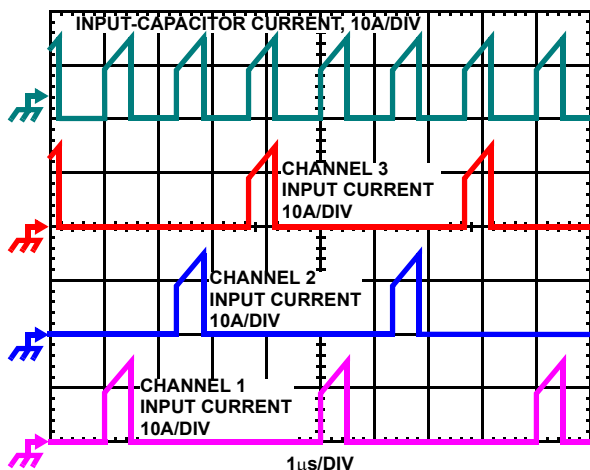 INPUT-CAPACITOR CURRENT, 10A/DIV
CHANNEL 3
INPUT CURRENT
10A/DIV
CHANNEL 2
INPUT CURRENT
10A/DIV
CHANNEL 1
INPUT CURRENT
10A/DIV
1μs/DIV